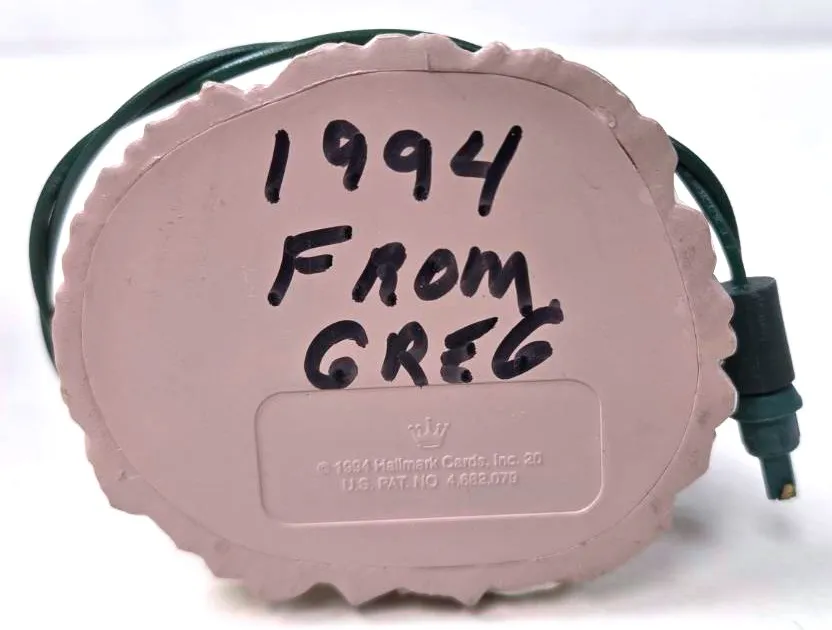 1994
FROM
GREG
© 1994 Hallmark Cards, Inc. 20
U.S. PAT. NO 4,682,079